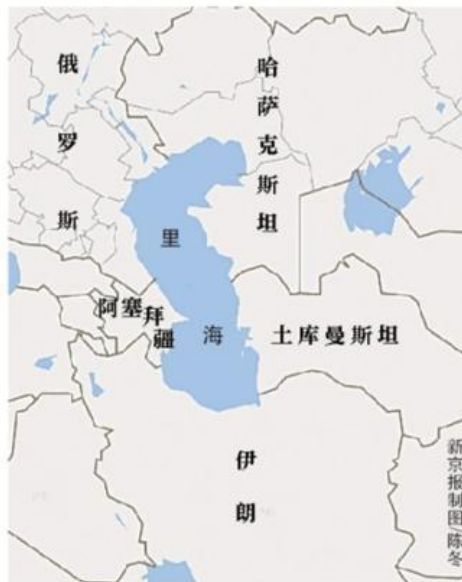 俄罗斯
哈萨克斯坦
里海
阿塞拜疆
土库曼斯坦
伊朗
新京报制图/陈冬